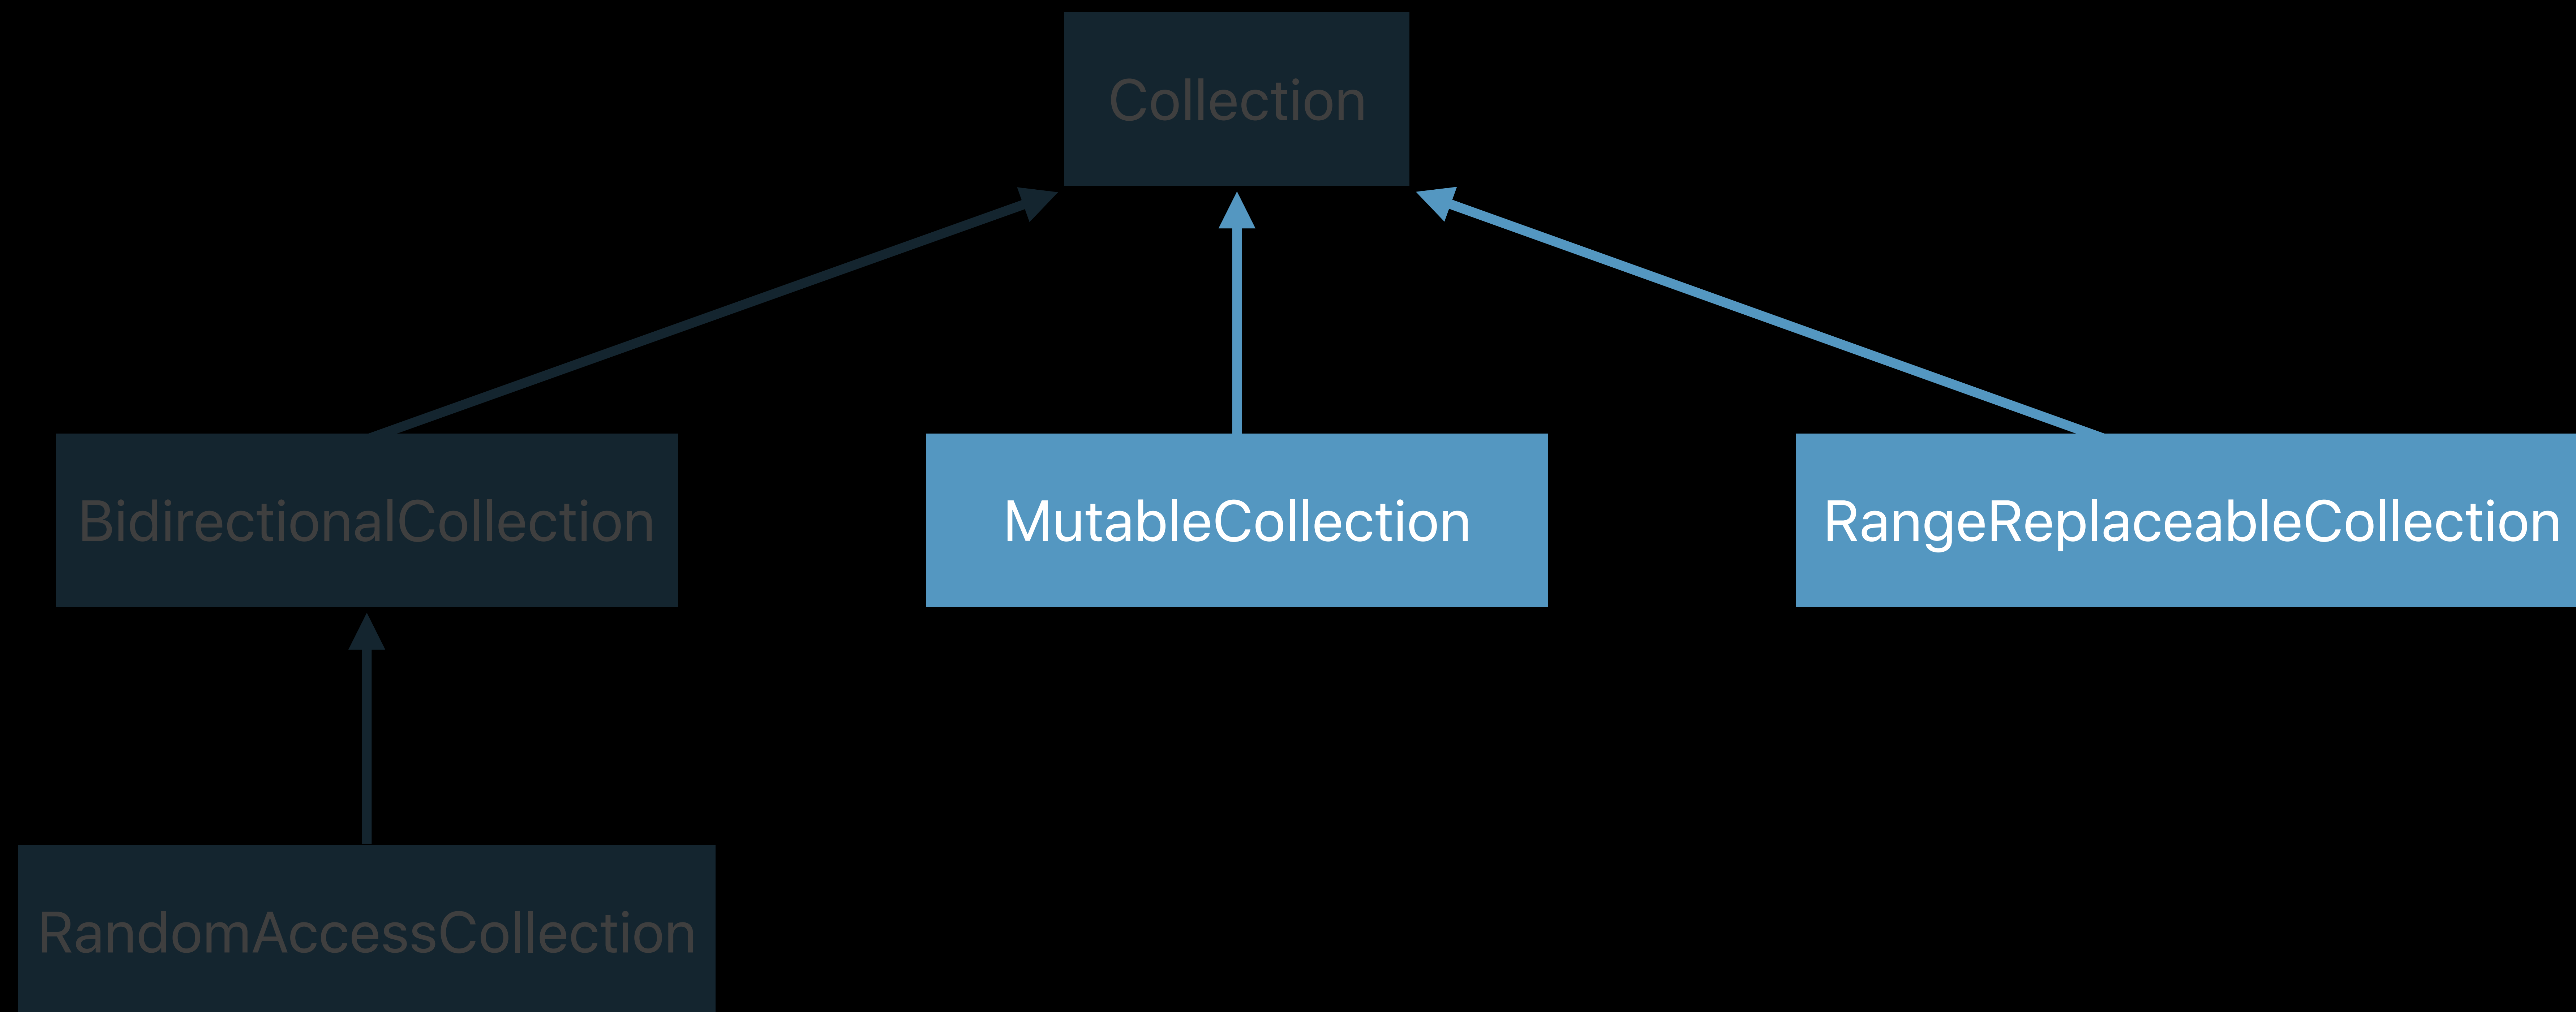 Collection
BidirectionalCollection
MutableCollection
RangeReplaceableCollection
RandomAccessCollection